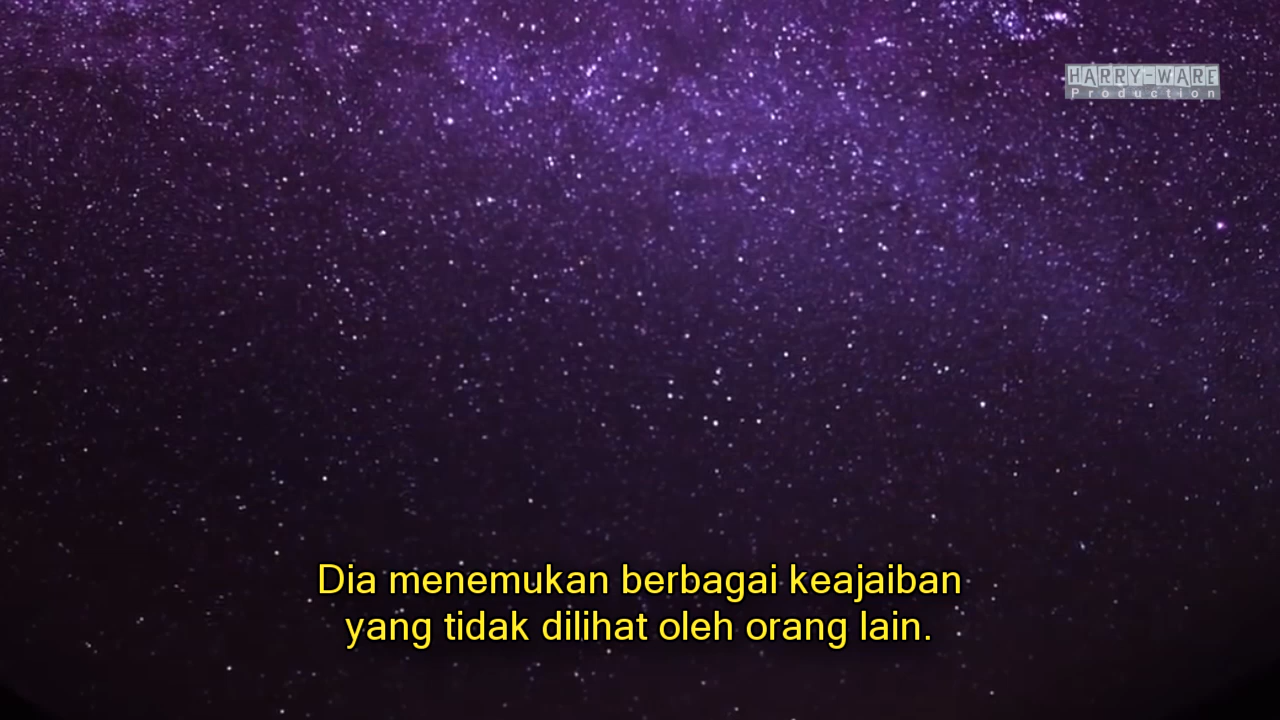 HARRY-WARE
Production
Dia menemukan berbagai keajaiban
yang tidak dilihat oleh orang lain.